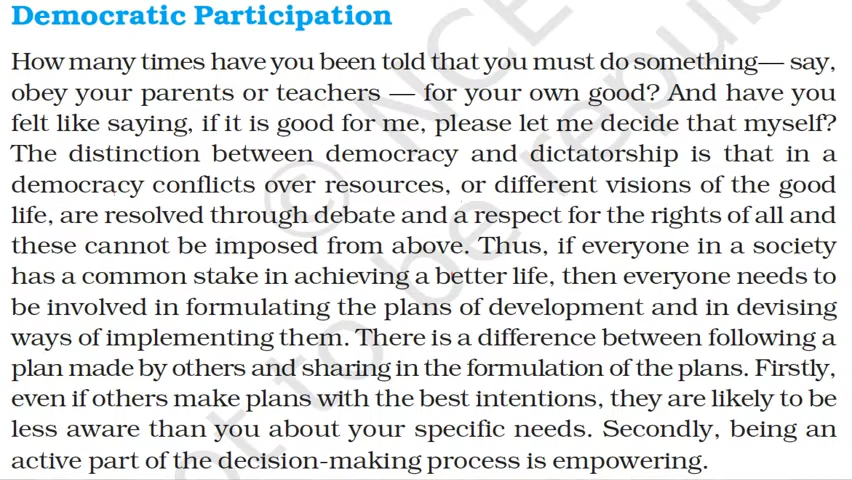 Democratic Participation
How many times have you been told that you must do something— say,
obey your parents or teachers — for your own good? And have you
felt like saying, if it is good for me, please let me decide that myself?
The distinction between democracy and dictatorship is that in a
democracy conflicts over resources, or different visions of the good
life, are resolved through debate and a respect for the rights of all and
these cannot be imposed from above. Thus, if everyone in a society
has a common stake in achieving a better life, then everyone needs to
be involved in formulating the plans of development and in devising
ways of implementing them. There is a difference between following a
plan made by others and sharing in the formulation of the plans. Firstly,
even if others make plans with the best intentions, they are likely to be
less aware than you about your specific needs. Secondly, being an
active part of the decision-making process is empowering.
© NCE
not to be republ